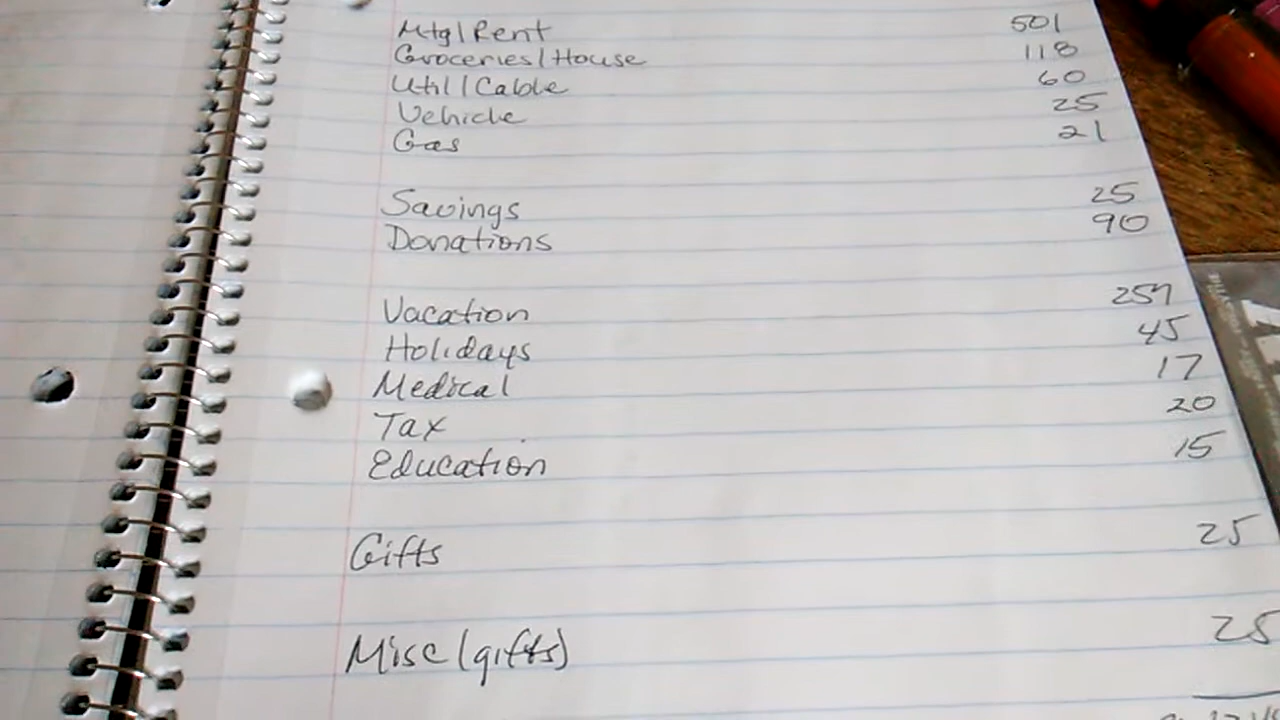 Mtg/Rent 501
Groceries/House 118
Util/Cable 60
Vehicle 25
Gas 21
Savings 25
Donations 90
Vacation 257
Holidays 45
Medical 17
Tax 20
Education 15
Gifts 25
Misc (gifts) 25